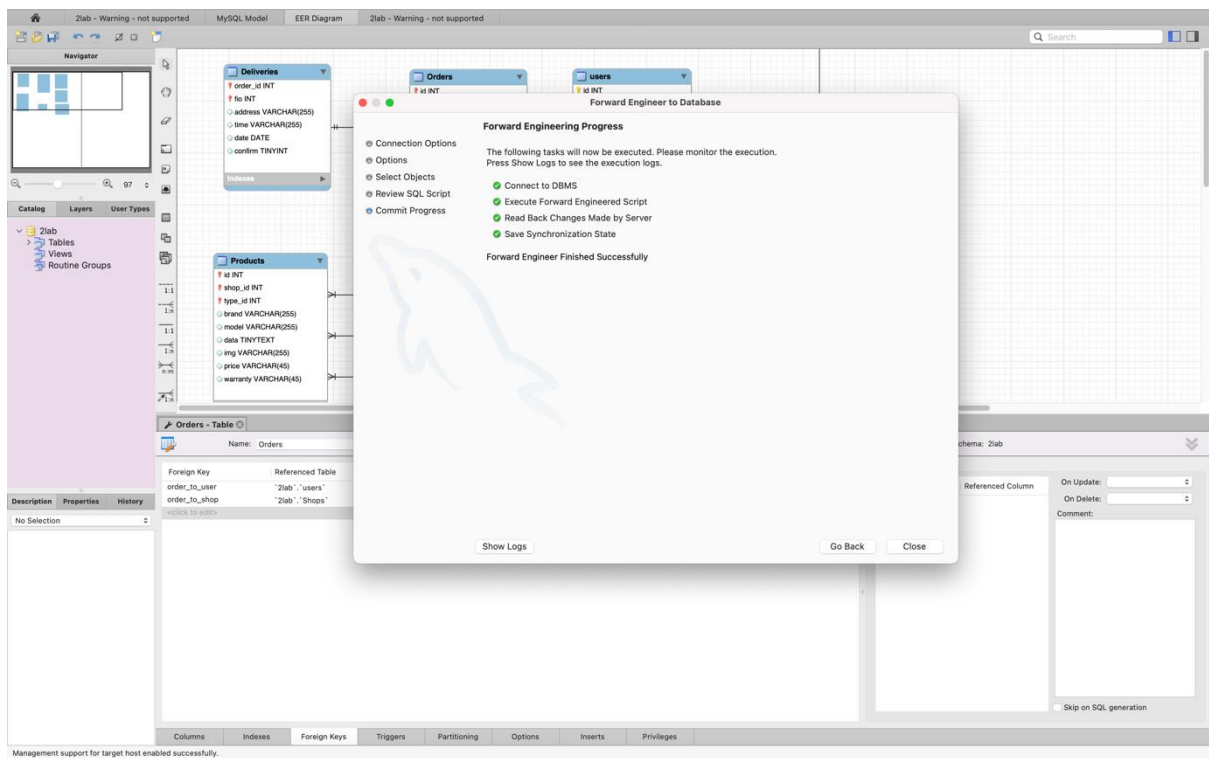 2lab - Warning - not supported
MySQL Model
EER Diagram
2lab - Warning - not supported
Search
Navigator
97
Catalog
Layers
User Types
2lab
Tables
Views
Routine Groups
Description
Properties
History
No Selection
1:1
1:n
1:1
1:n
n:m
1:n
Deliveries
order_id INT
fio INT
address VARCHAR(255)
time VARCHAR(255)
date DATE
confirm TINYINT
Indexes
Orders
id INT
users
id INT
Products
id INT
shop_id INT
type_id INT
brand VARCHAR(255)
model VARCHAR(255)
data TINYTEXT
img VARCHAR(255)
price VARCHAR(45)
warranty VARCHAR(45)
Forward Engineer to Database
Connection Options
Options
Select Objects
Review SQL Script
Commit Progress
Forward Engineering Progress
The following tasks will now be executed. Please monitor the execution.
Press Show Logs to see the execution logs.
Connect to DBMS
Execute Forward Engineered Script
Read Back Changes Made by Server
Save Synchronization State
Forward Engineer Finished Successfully
Show Logs
Go Back
Close
Orders - Table
Name:
Orders
chema: 2lab
Foreign Key
Referenced Table
order_to_user
`2lab`.`users`
order_to_shop
`2lab`.`Shops`
<click to edit>
Referenced Column
On Update:
On Delete:
Comment:
Skip on SQL generation
Columns
Indexes
Foreign Keys
Triggers
Partitioning
Options
Inserts
Privileges
Management support for target host enabled successfully.